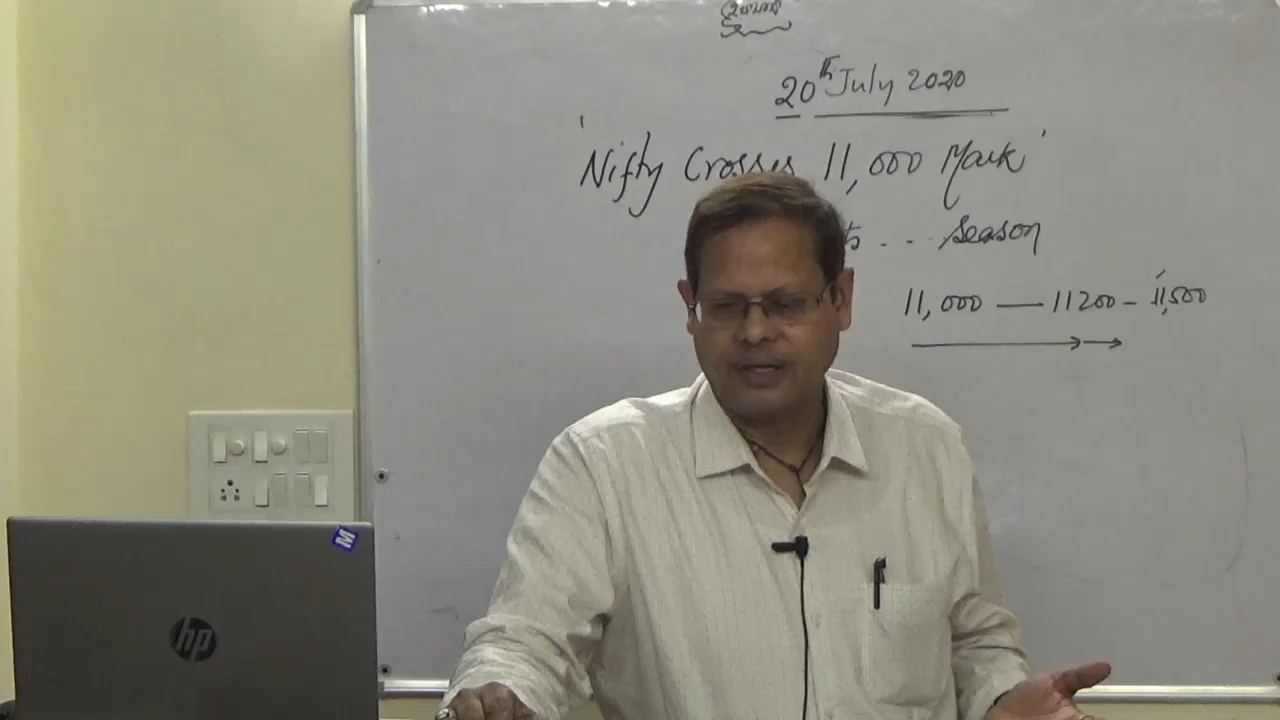 20th July 2020
'Nifty Crosses 11,000 Mark'
... season
11,000 — 11200 - 11,500
hp
M